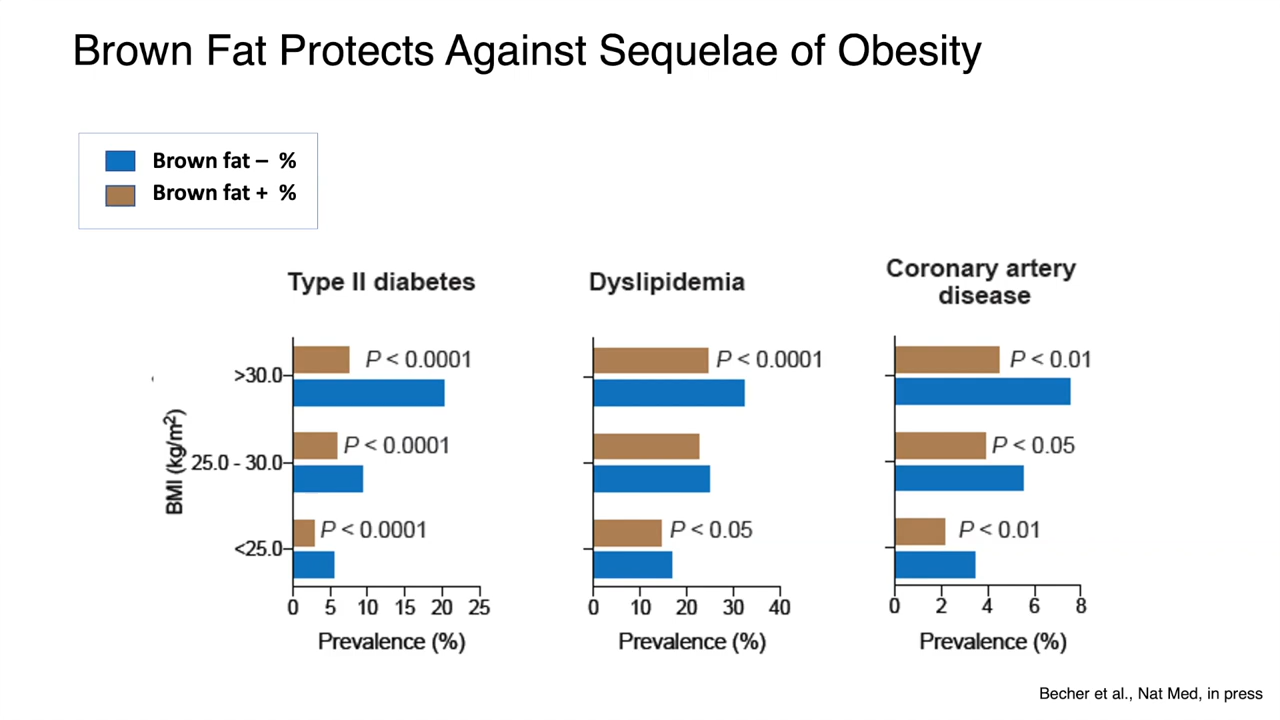 Brown Fat Protects Against Sequelae of Obesity
Brown fat – %
Brown fat + %
Type II diabetes
BMI (kg/m²)
>30.0
25.0 - 30.0
<25.0
P < 0.0001
P < 0.0001
P < 0.0001
0 5 10 15 20 25
Prevalence (%)
Dyslipidemia
P < 0.0001
P < 0.05
0 10 20 30 40
Prevalence (%)
Coronary artery
disease
P < 0.01
P < 0.05
P < 0.01
0 2 4 6 8
Prevalence (%)
Becher et al., Nat Med, in press